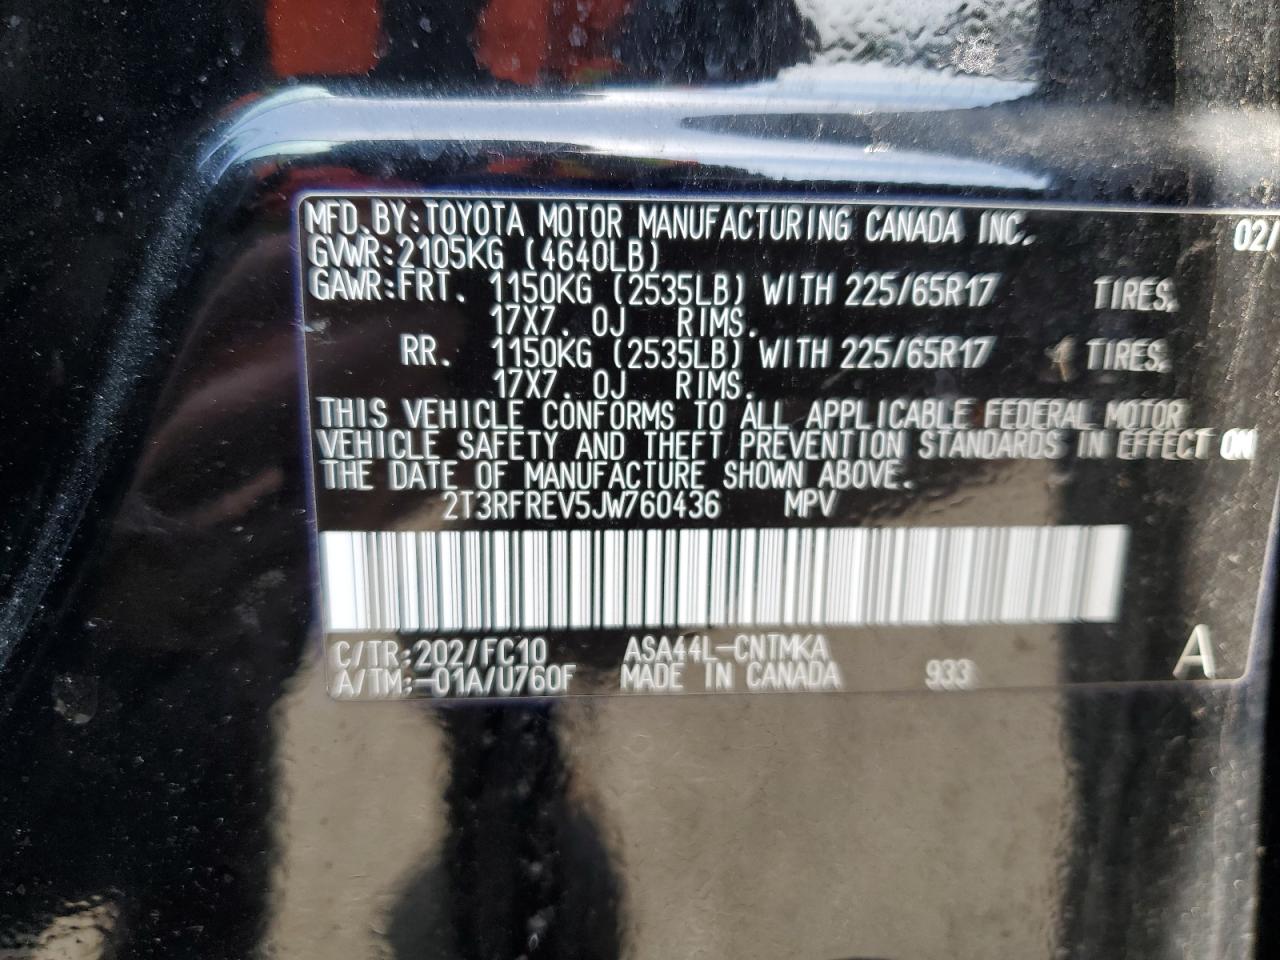 MFD.BY:TOYOTA MOTOR MANUFACTURING CANADA INC. 02/
GVWR:2105KG (4640LB)
GAWR:FRT. 1150KG (2535LB) WITH 225/65R17 TIRES,
17X7.0J RIMS.
RR. 1150KG (2535LB) WITH 225/65R17 TIRES,
17X7.0J RIMS.
THIS VEHICLE CONFORMS TO ALL APPLICABLE FEDERAL MOTOR
VEHICLE SAFETY AND THEFT PREVENTION STANDARDS IN EFFECT ON
THE DATE OF MANUFACTURE SHOWN ABOVE.
2T3RFREV5JW760436 MPV
C/TR:202/FC10 ASA44L-CNTMKA A
A/TM:-01A/U760F MADE IN CANADA 933